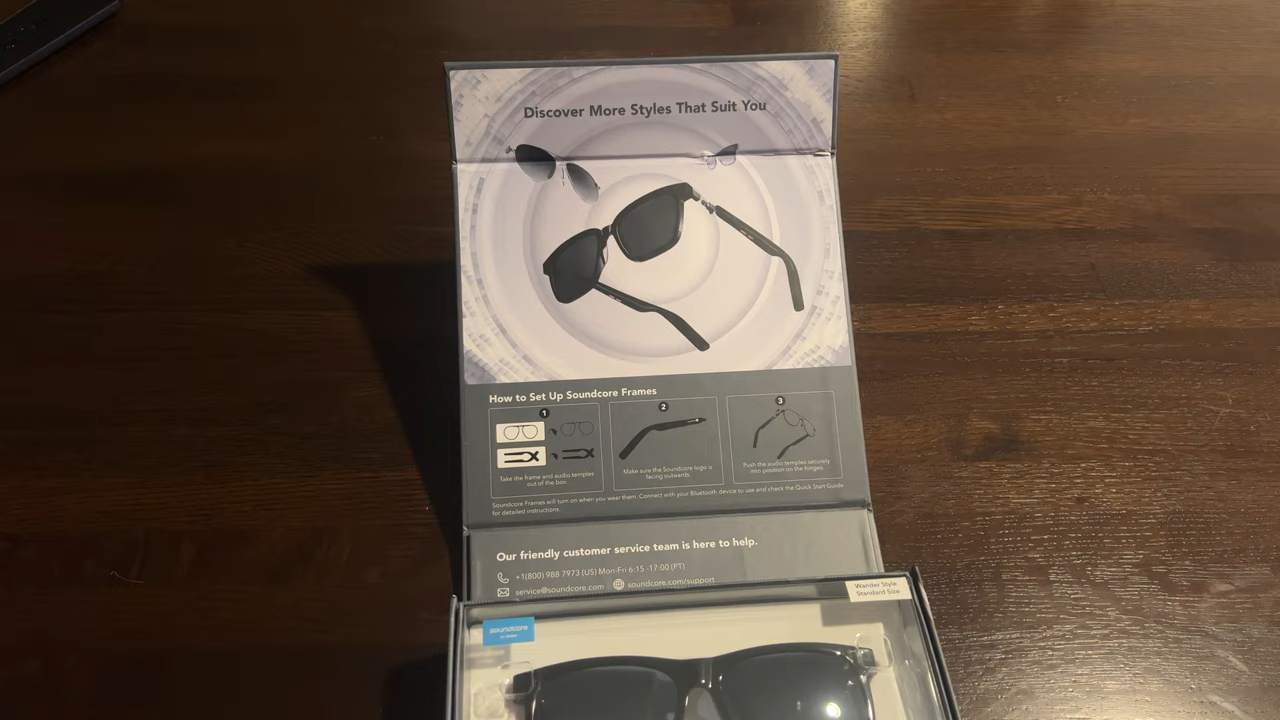 Discover More Styles That Suit You
How to Set Up Soundcore Frames
1
2
3
Take the frame and audio temples
out of the box.
Make sure the Soundcore logo is
facing outwards.
Push the audio temples securely
into position on the hinges.
Soundcore Frames will turn on when you wear them. Connect with your Bluetooth device to use and check the Quick Start Guide
for detailed instructions.
Our friendly customer service team is here to help.
+1(800) 988 7973 (US) Mon-Fri 6:15 -17:00 (PT)
service@soundcore.com soundcore.com/support
Wander Style
Standard Size
soundcore